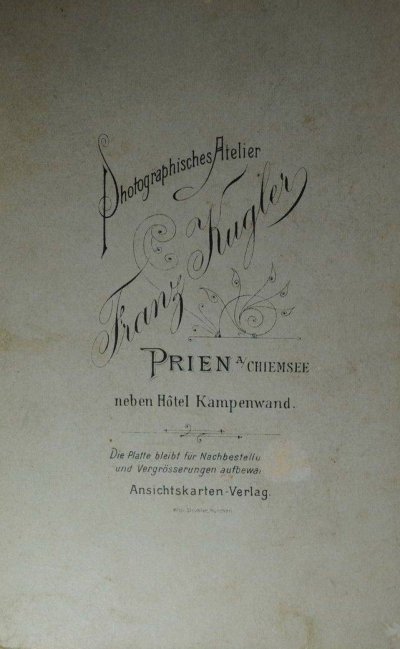 Photographisches Atelier
Franz Kugler
PRIEN A/CHIEMSEE
neben Hôtel Kampenwand.
Die Platte bleibt für Nachbestellu
und Vergrösserungen aufbewa
Ansichtskarten-Verlag.